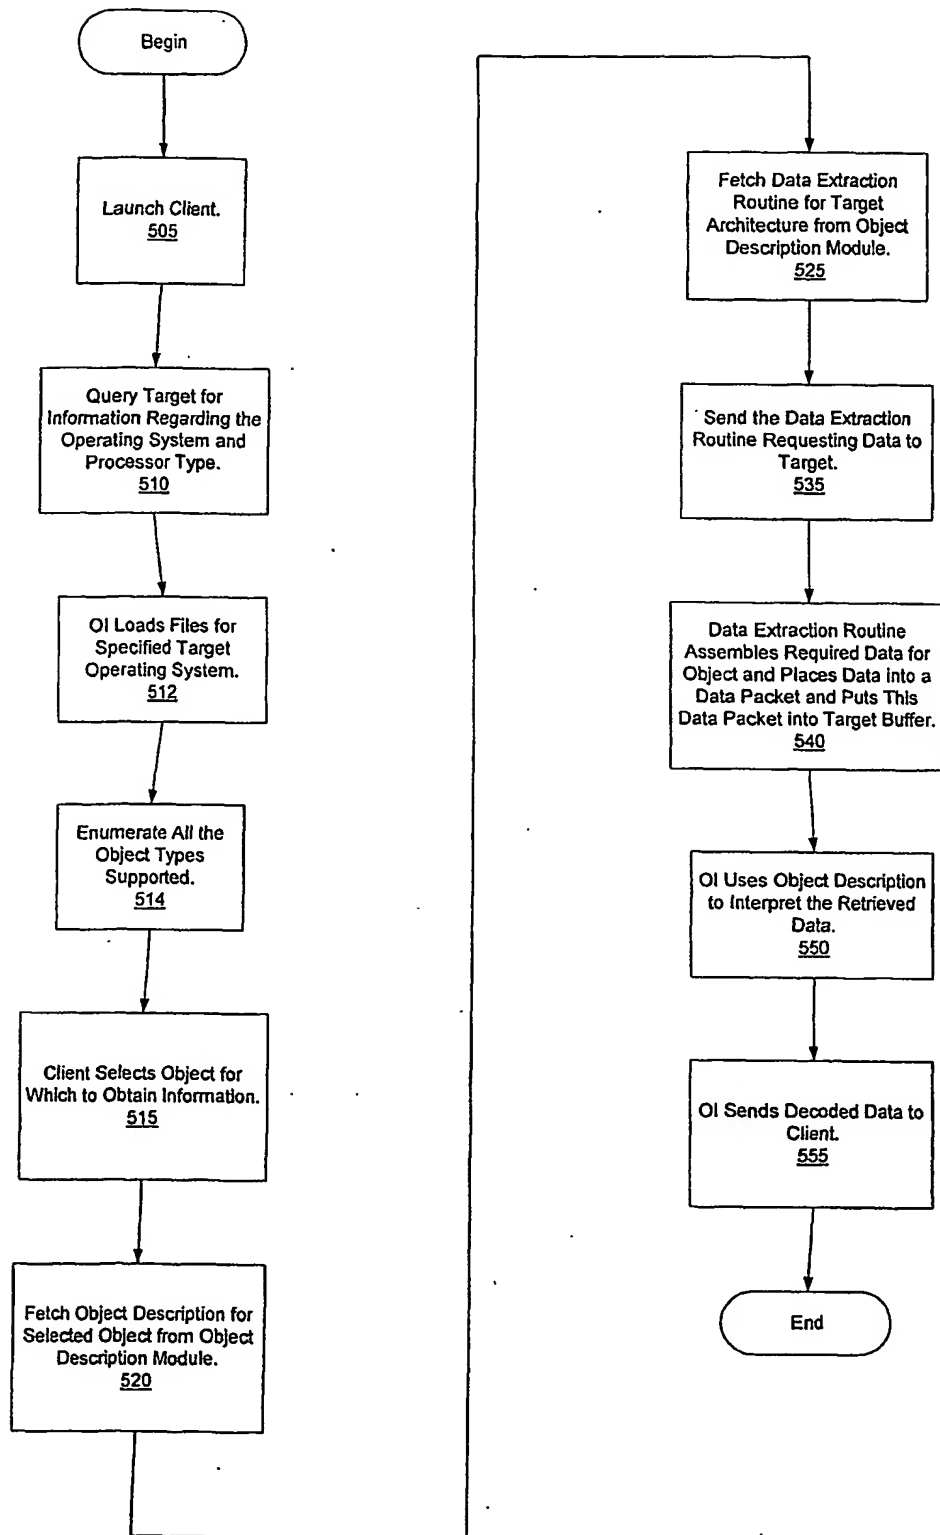 Begin
Launch Client.
505
Query Target for
Information Regarding the
Operating System and
Processor Type.
510
OI Loads Files for
Specified Target
Operating System.
512
Enumerate All the
Object Types
Supported.
514
Client Selects Object for
Which to Obtain Information.
515
Fetch Object Description for
Selected Object from Object
Description Module.
520
Fetch Data Extraction
Routine for Target
Architecture from Object
Description Module.
525
Send the Data Extraction
Routine Requesting Data to
Target.
535
Data Extraction Routine
Assembles Required Data for
Object and Places Data into a
Data Packet and Puts This
Data Packet into Target Buffer.
540
OI Uses Object Description
to Interpret the Retrieved
Data.
550
OI Sends Decoded Data to
Client.
555
End